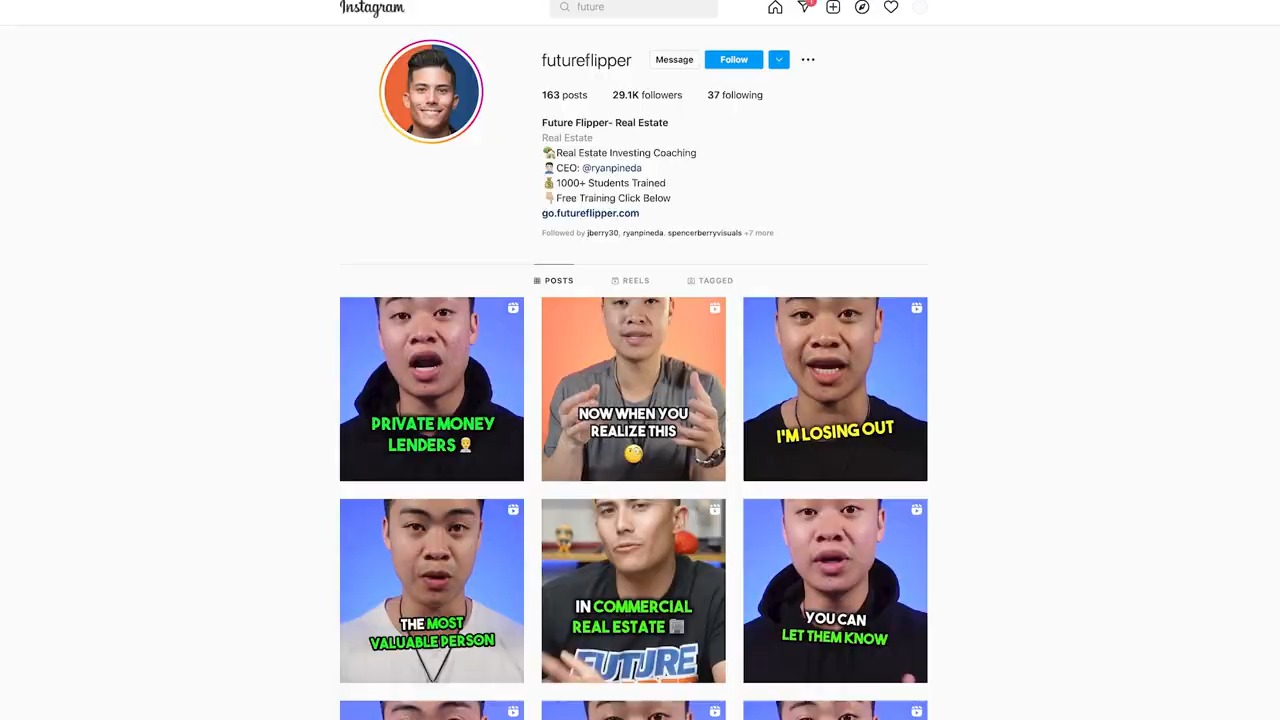 Instagram
future
1
futureflipper
Message
Follow
163 posts
29.1K followers
37 following
Future Flipper- Real Estate
Real Estate
Real Estate Investing Coaching
CEO: @ryanpineda
1000+ Students Trained
Free Training Click Below
go.futureflipper.com
Followed by jberry30, ryanpineda, spencerberryvisuals +7 more
POSTS
REELS
TAGGED
PRIVATE MONEY
LENDERS
NOW WHEN YOU
REALIZE THIS
I'M LOSING OUT
THE MOST
VALUABLE PERSON
IN COMMERCIAL
REAL ESTATE
FUTURE
YOU CAN
LET THEM KNOW